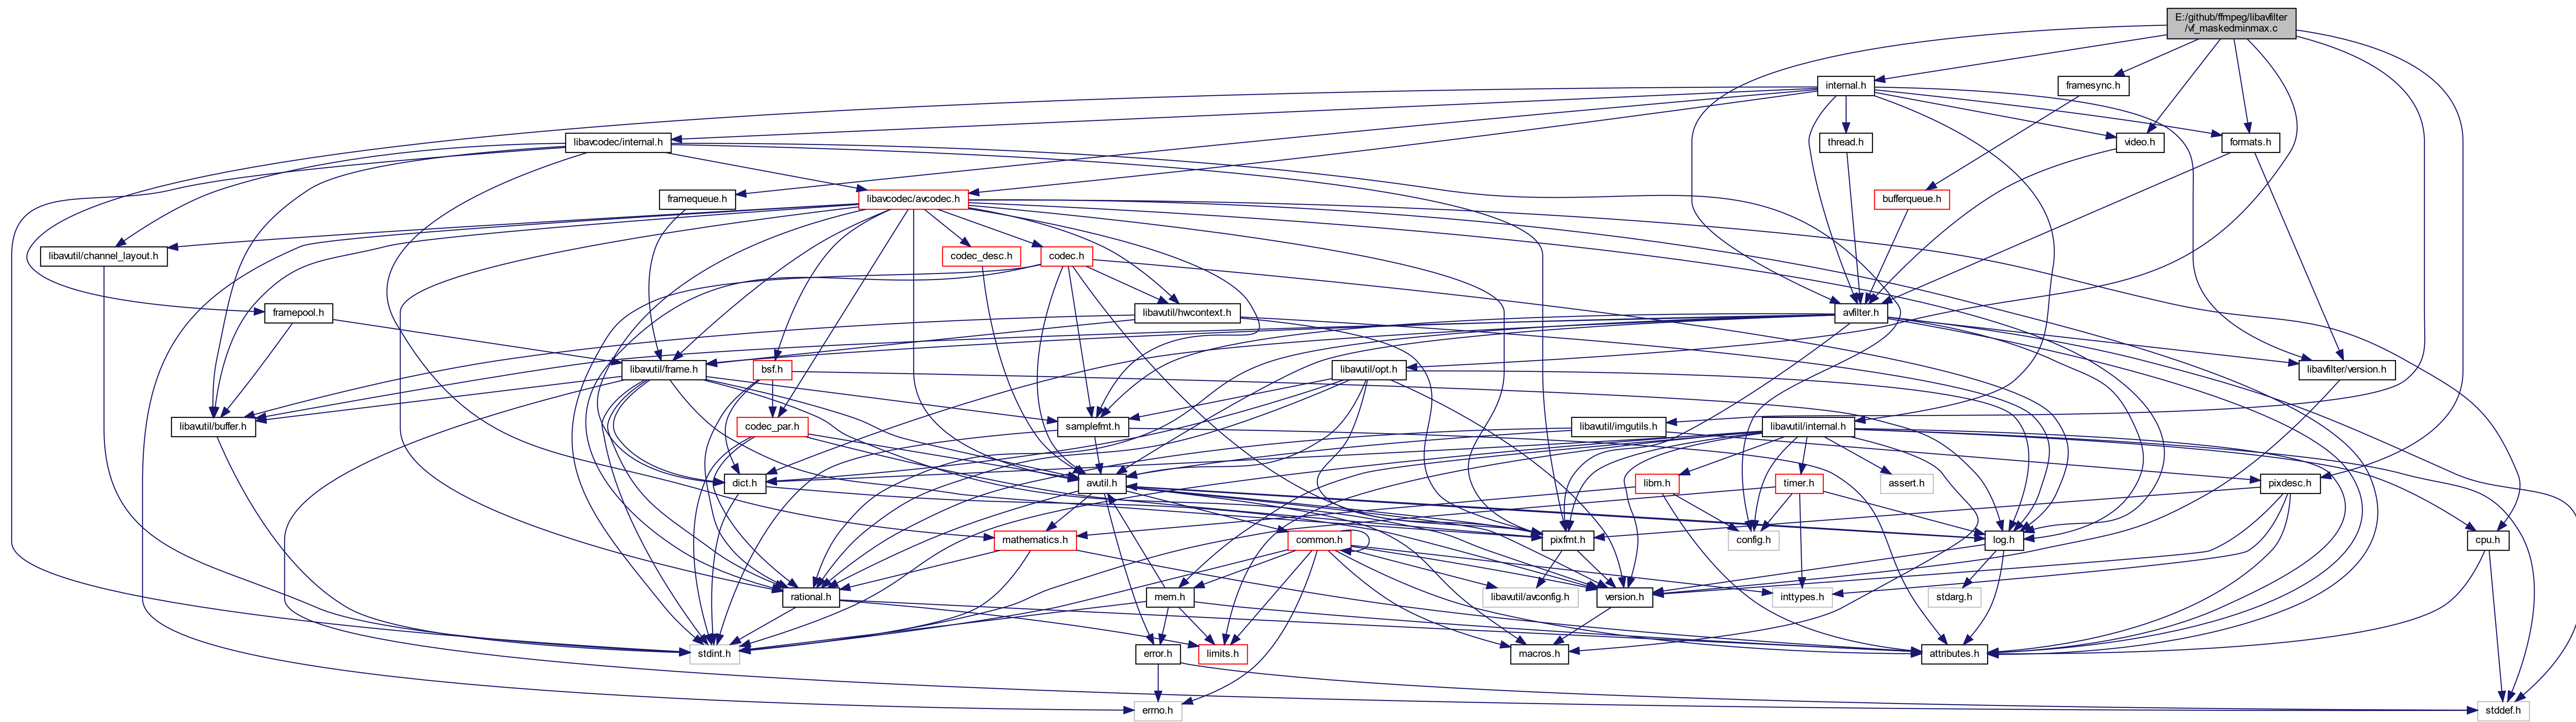 E:/github/ffmpeg/libavfilter
/vf_maskedminmax.c
internal.h
framesync.h
libavcodec/internal.h
thread.h
video.h
formats.h
framequeue.h
libavcodec/avcodec.h
bufferqueue.h
libavutil/channel_layout.h
codec_desc.h
codec.h
framepool.h
libavutil/hwcontext.h
avfilter.h
libavutil/frame.h
bsf.h
libavutil/opt.h
libavfilter/version.h
libavutil/buffer.h
codec_par.h
samplefmt.h
libavutil/imgutils.h
libavutil/internal.h
dict.h
avutil.h
libm.h
timer.h
assert.h
pixdesc.h
mathematics.h
common.h
pixfmt.h
config.h
log.h
cpu.h
rational.h
mem.h
libavutil/avconfig.h
version.h
inttypes.h
stdarg.h
stdint.h
error.h
limits.h
macros.h
attributes.h
errno.h
stddef.h